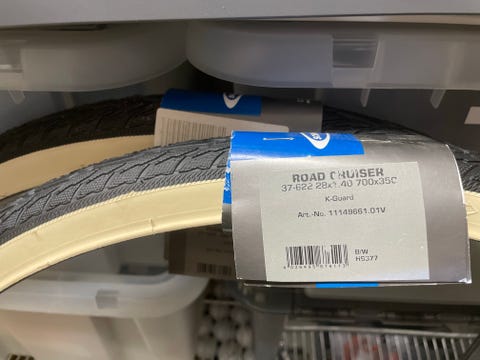 ROAD CRUISER
37-622 28x1.40 700x35C
K-Guard
Art.-No. 11149661.01V
B/W
HS377